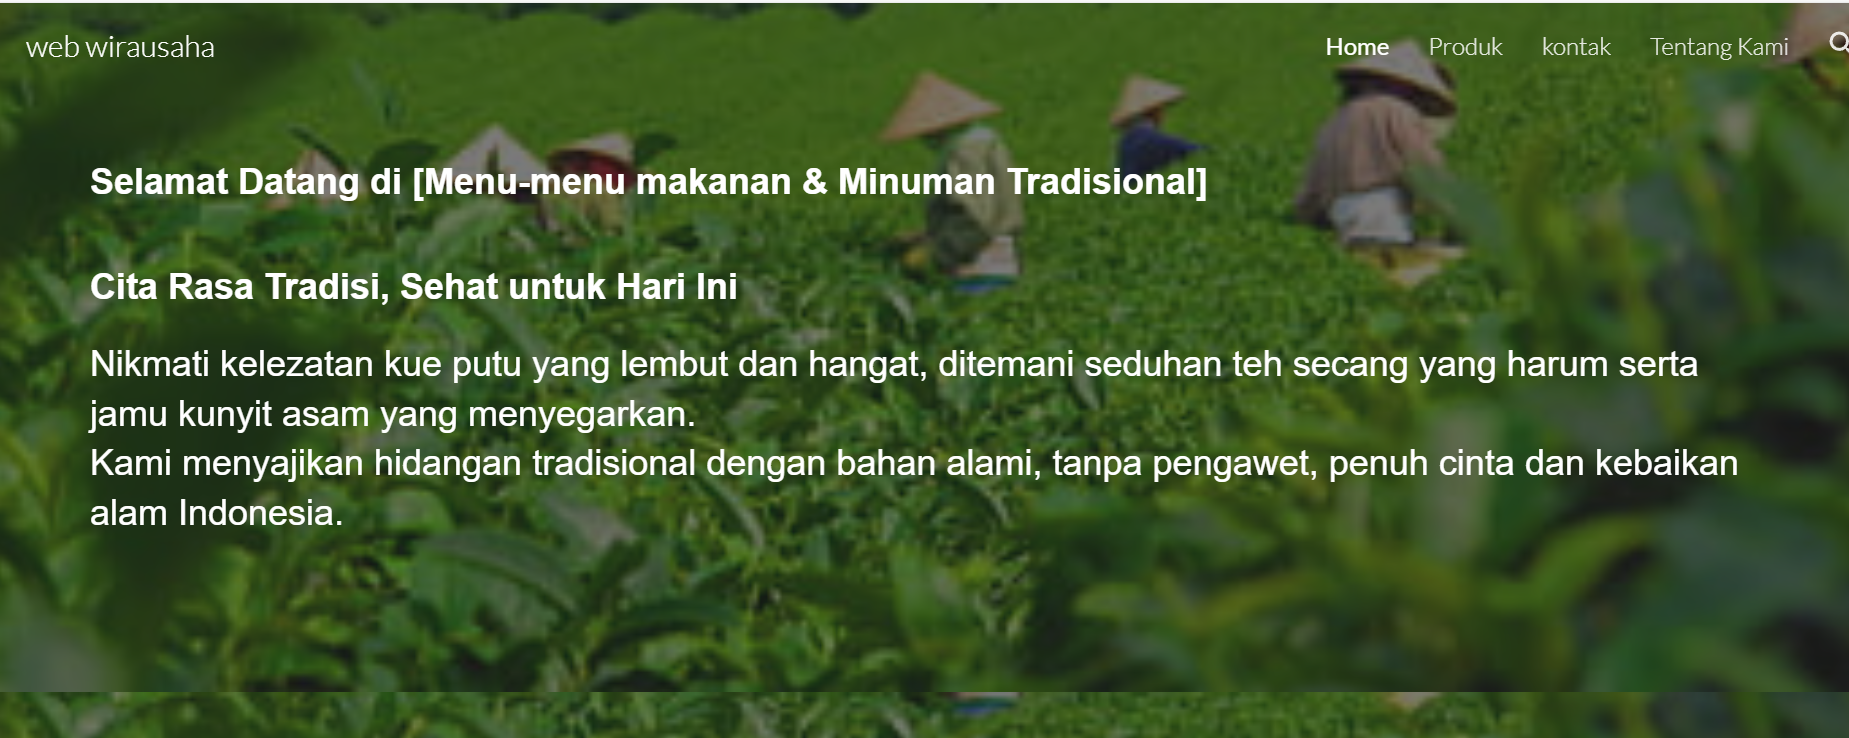 web wirausaha
Home Produk kontak Tentang Kami
Selamat Datang di [Menu-menu makanan & Minuman Tradisional]
Cita Rasa Tradisi, Sehat untuk Hari Ini
Nikmati kelezatan kue putu yang lembut dan hangat, ditemani seduhan teh secang yang harum serta
jamu kunyit asam yang menyegarkan.
Kami menyajikan hidangan tradisional dengan bahan alami, tanpa pengawet, penuh cinta dan kebaikan
alam Indonesia.